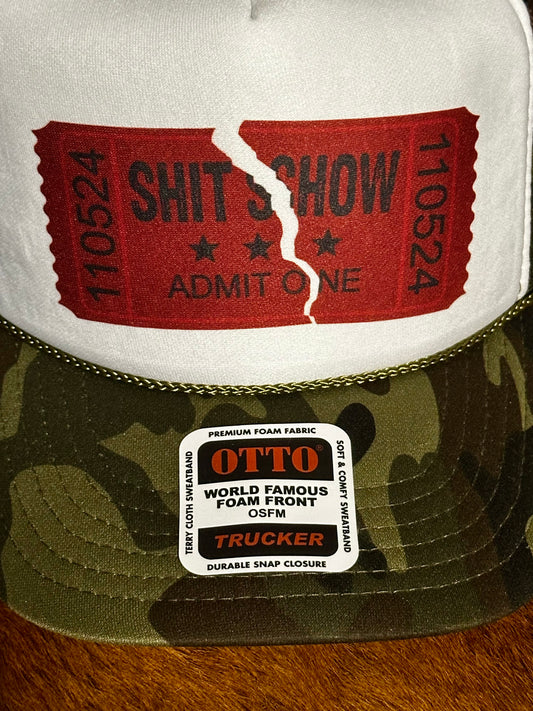 110524
SHIT SHOW
ADMIT ONE
110524
PREMIUM FOAM FABRIC
TERRY CLOTH SWEATBAND
OTTO®
WORLD FAMOUS
FOAM FRONT
OSFM
TRUCKER
SOFT & COMFY SWEATBAND
DURABLE SNAP CLOSURE